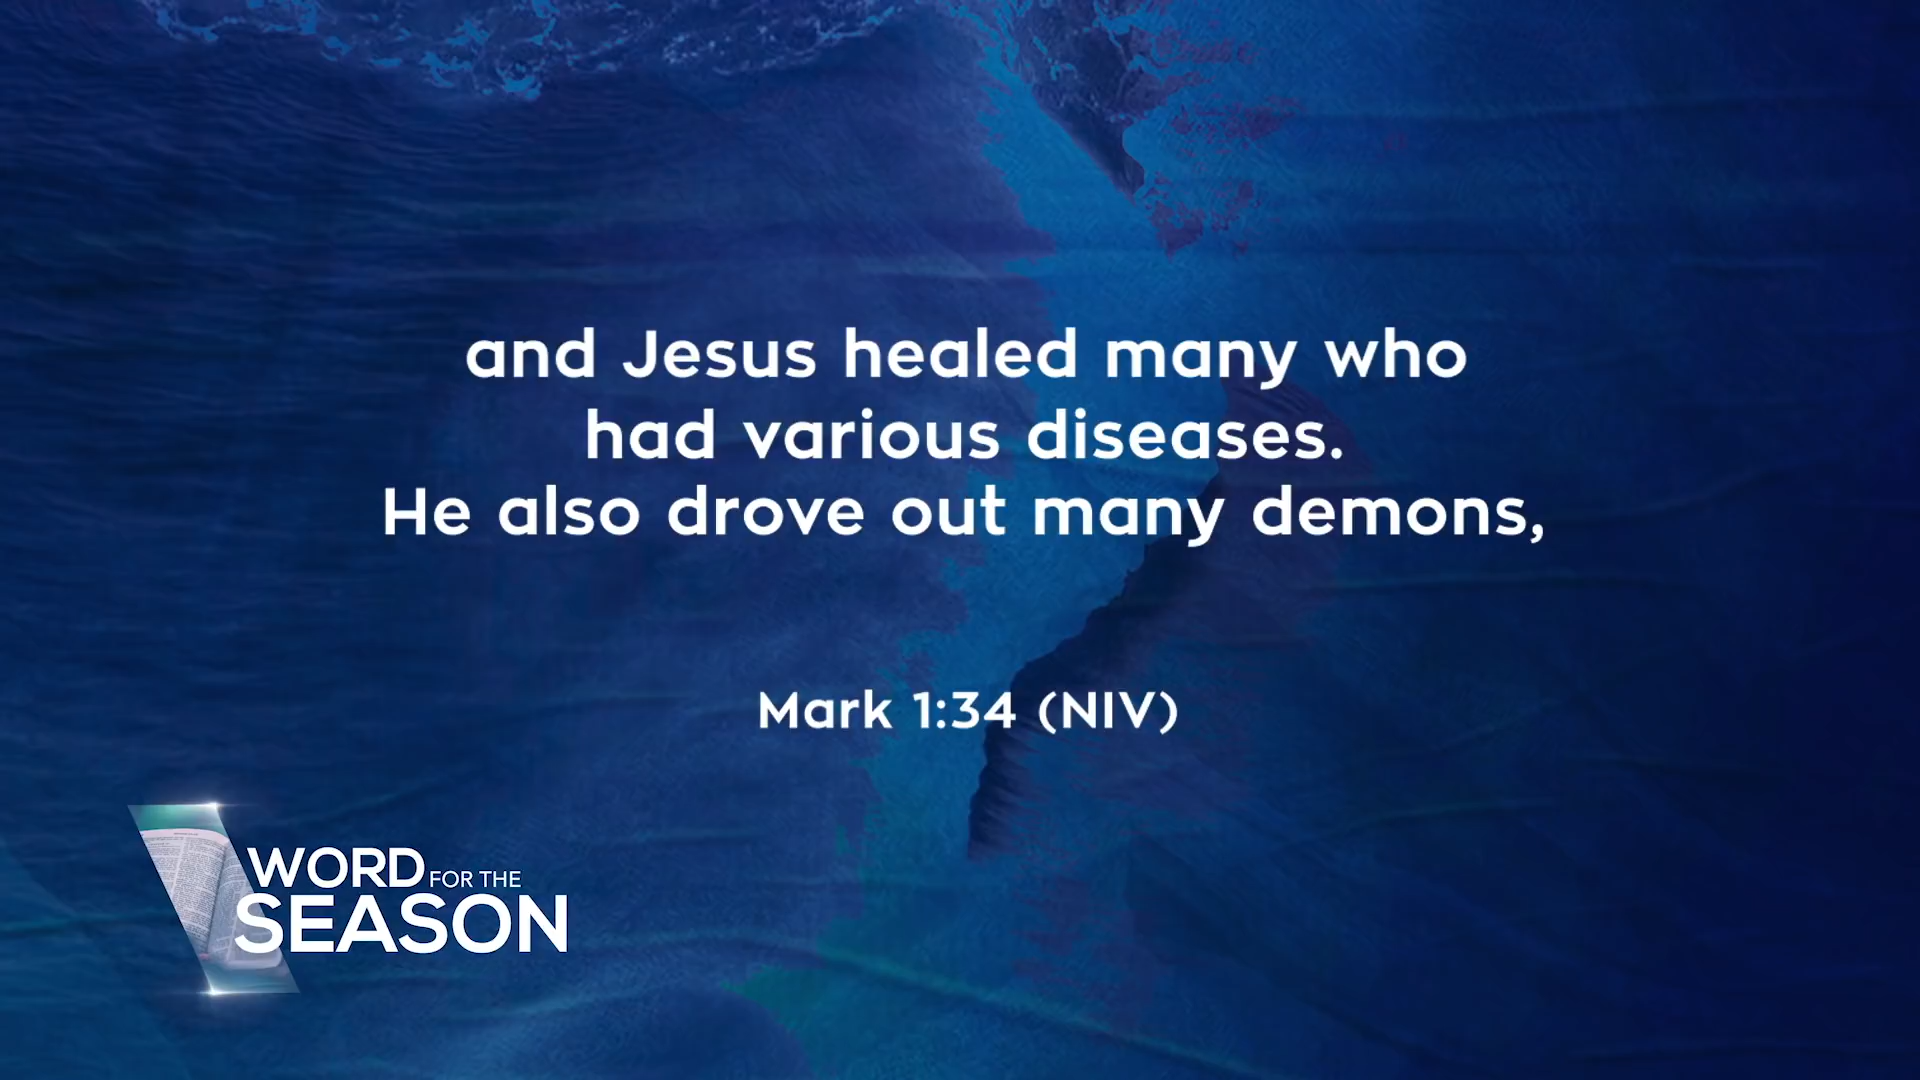 and Jesus healed many who
had various diseases.
He also drove out many demons,
Mark 1:34 (NIV)
WORD FOR THE
SEASON